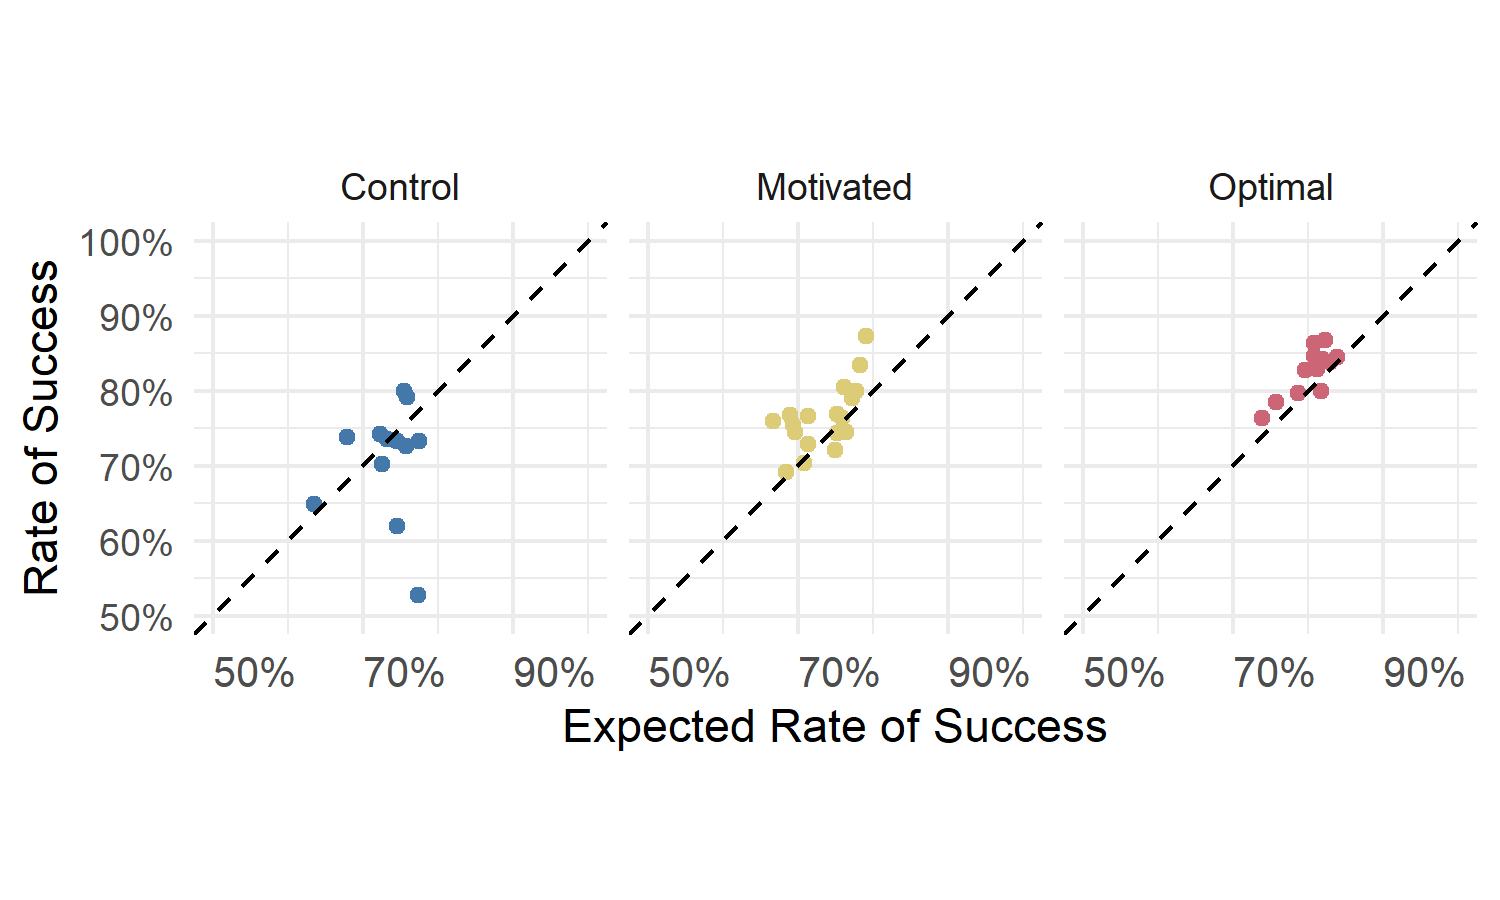 Control Motivated Optimal
100%
90%
80%
70%
60%
50%
Rate of Success
50% 70% 90% 50% 70% 90% 50% 70% 90%
Expected Rate of Success